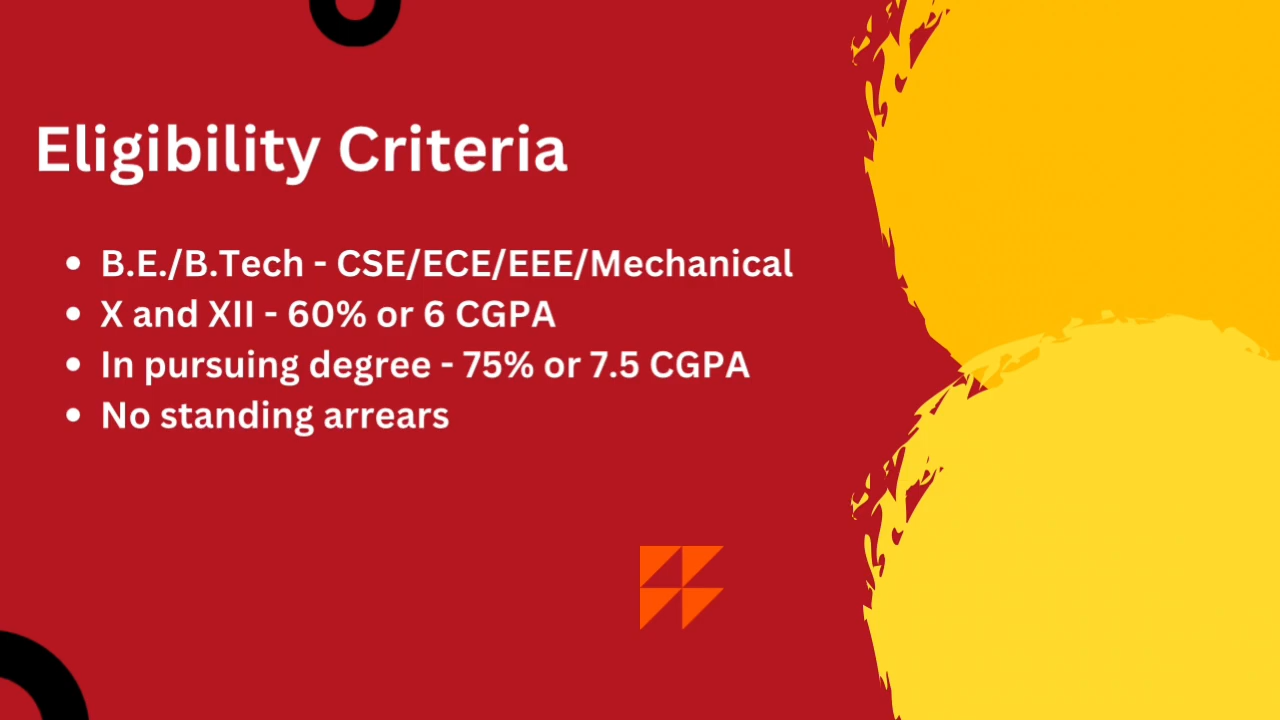 Eligibility Criteria
• B.E./B.Tech - CSE/ECE/EEE/Mechanical
• X and XII - 60% or 6 CGPA
• In pursuing degree - 75% or 7.5 CGPA
• No standing arrears